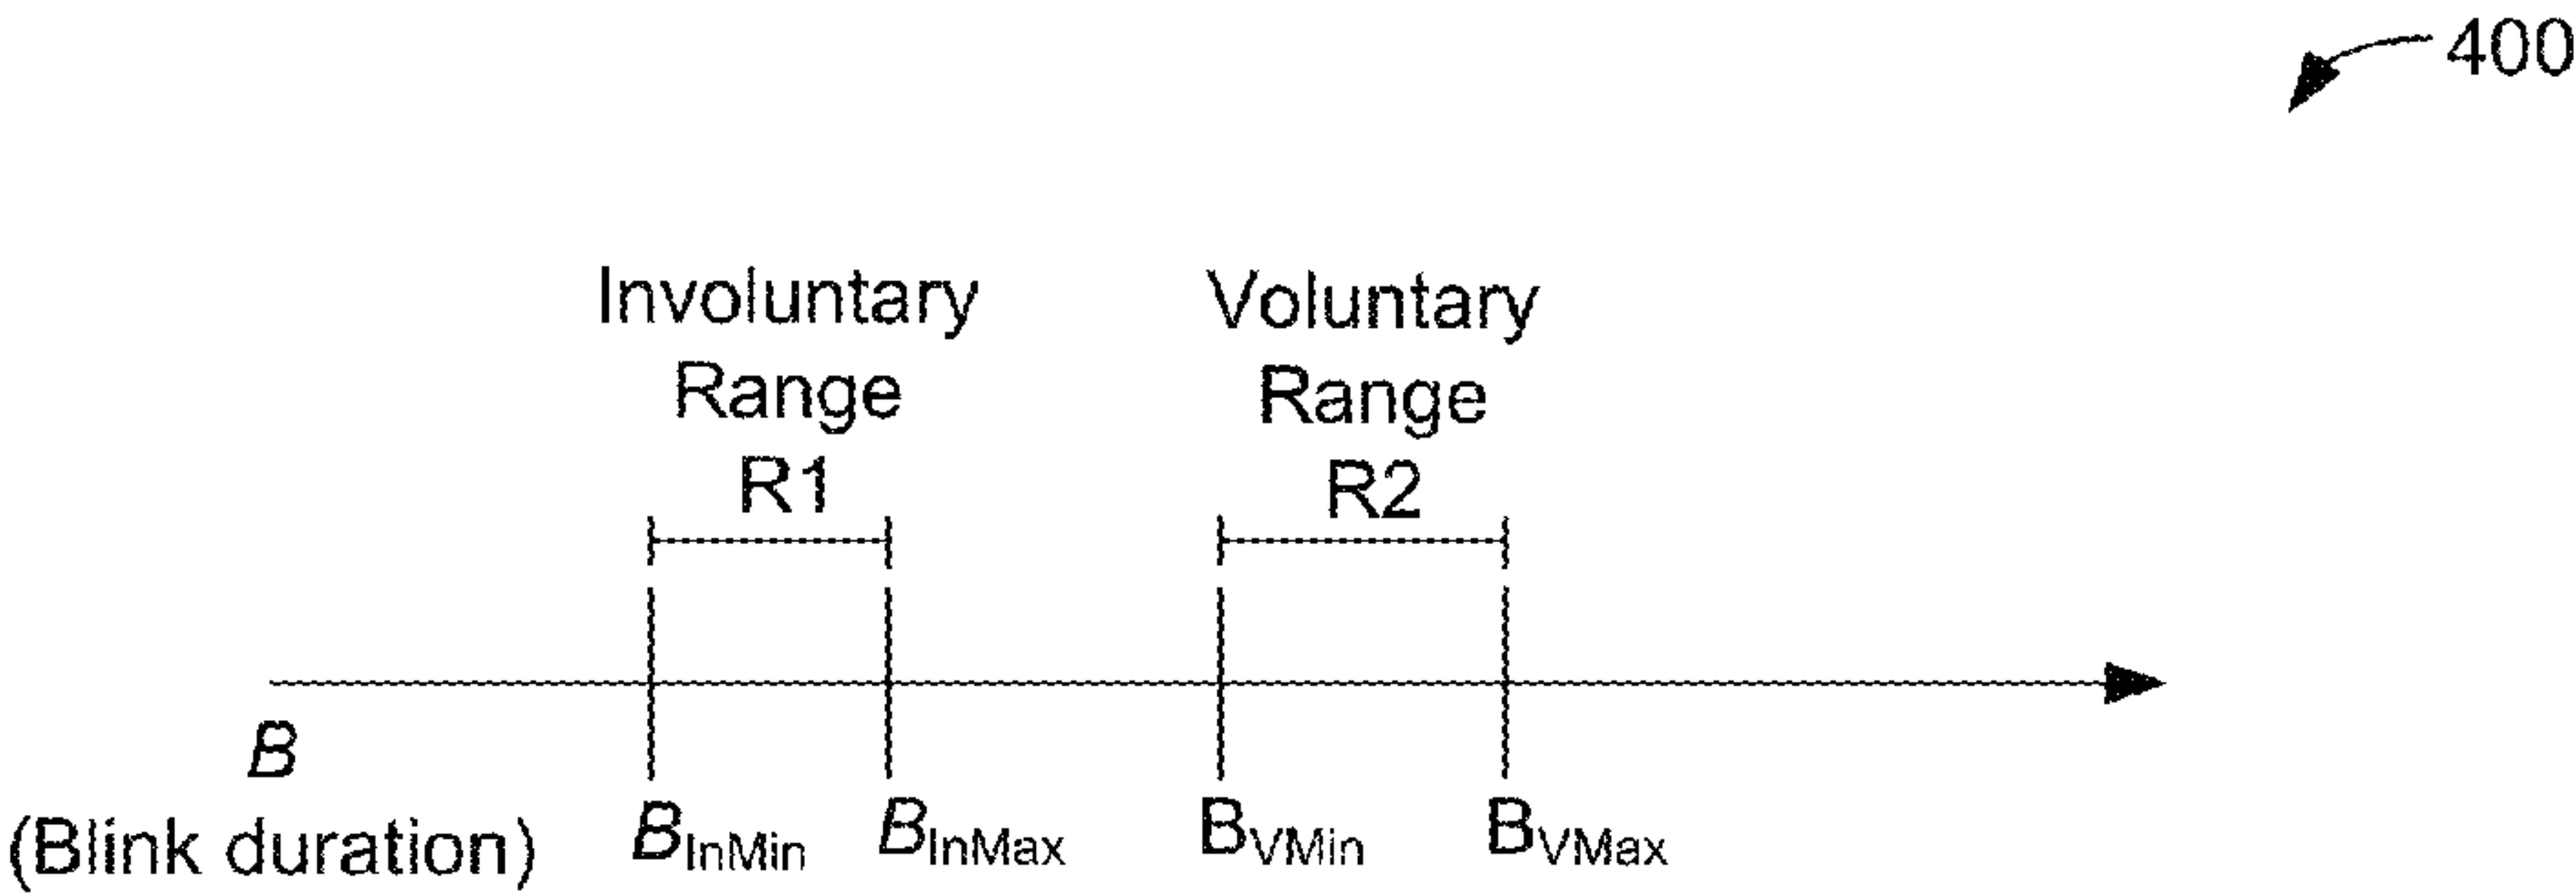 400
Involuntary
Range
R1
Voluntary
Range
R2
B
(Blink duration)
BInMin
BInMax
BVMin
BVMax